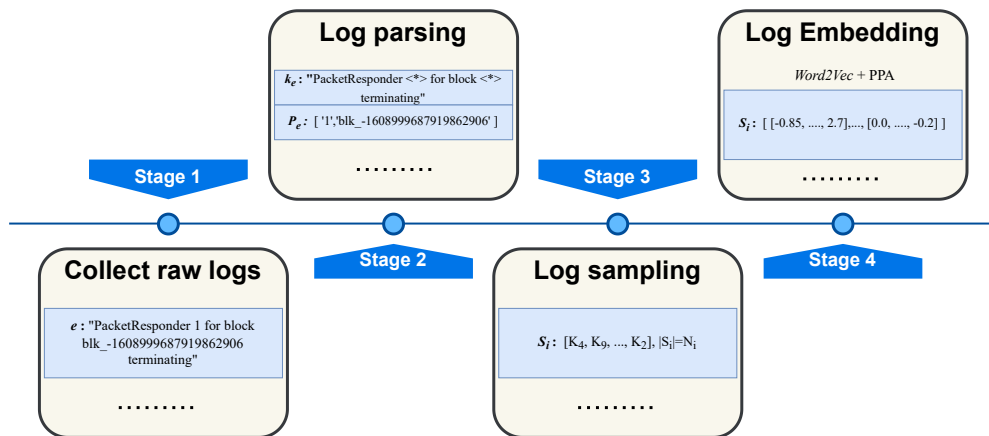 Log parsing
k_e : "PacketResponder <*> for block <*>
terminating"
P_e : [ '1','blk_-1608999687919862906' ]
.........
Log Embedding
Word2Vec + PPA
S_i : [ [-0.85, ...., 2.7],..., [0.0, ...., -0.2] ]
.........
Stage 1
Stage 3
Stage 2
Stage 4
Collect raw logs
e : "PacketResponder 1 for block
blk_-1608999687919862906
terminating"
.........
Log sampling
S_i : [K_4, K_9, ..., K_2], |S_i|=N_i
.........